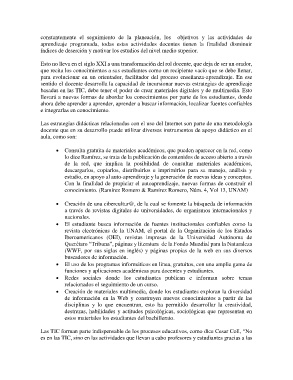 constantemente el seguimiento de la planeación, los objetivos y las actividades de
aprendizaje programada, todas estas actividades docentes tienen la finalidad disminuir
índices de deserción y motivar los estudios del nivel medio superior.
Esto no lleva en el siglo XXI a una transformación del rol docente, que deja de ser un orador,
que recita los conocimientos a sus estudiantes como un recipiente vacío que se debe llenar,
para evolucionar en un orientador, facilitador del proceso enseñanza-aprendizaje. En ese
sentido el docente desarrolla la capacidad de incursionar nuevas estrategias de aprendizaje
basadas en las TIC, debe tener el poder de crear materiales digitales y de multimedia. Esto
llevará a nuevas formas de abordar los conocimientos por parte de los estudiantes, donde
ahora debe aprender a aprender, aprender a buscar información, localizar fuentes confiables
e integrarlas en conocimiento.
Las estrategias didácticas relacionadas con el uso del Internet son parte de una metodología
docente que en su desarrollo puede utilizar diversos instrumentos de apoyo didáctico en el
aula, como son:
• Consulta gratuita de materiales académicos, que pueden aparecer en la red, como
lo dice Ramírez, se trata de la publicación de contenidos de acceso abierto a través
de la red, que implica la posibilidad de consultar materiales académicos,
descargarlos, copiarlos, distribuirlos e imprimirlos para su manejo, análisis y
estudio, en apoyo al auto aprendizaje y la generación de nuevas ideas y conceptos.
Con la finalidad de propiciar el autoaprendizaje, nuevas formas de construir el
conocimiento. (Ramírez Romero & Ramírez Romero, Núm. 4, Vol 13, UNAM)
• Creación de una cibercultur@, de la cual se fomente la búsqueda de información
a través de revistas digitales de universidades, de organismos internacionales y
nacionales.
• El estudiante busca información de fuentes institucionales confiables como la
revista electrónica de la UNAM, el portal de la Organización de los Estados
Iberoamericanos (OEI), revistas impresas de la Universidad Autónoma de
Querétaro "Tribuna", páginas y literatura de la Fonda Mundial para la Naturaleza
(WWF, por sus siglas en inglés) y páginas propias de la web en sus diversos
buscadores de información.
• El uso de los programas informáticos en línea, gratuitos, con una amplia gama de
funciones y aplicaciones académicas para docentes y estudiantes.
• Redes sociales donde los estudiantes publican e informan sobre temas
relacionados el seguimiento de un curso.
• Creación de materiales multimedia, donde los estudiantes exploran la diversidad
de información en la Web y construyen nuevos conocimientos a partir de las
disciplinas y lo que encuentran, esto ha permitido desarrollar la creatividad,
destrezas, habilidades y actitudes psicológicas, sociológicas que representan en
estos materiales los estudiantes del bachillerato.
Las TIC forman parte indispensable de los procesos educativos, como dice Cesar Coll, "No
es en las TIC, sino en las actividades que llevan a cabo profesores y estudiantes gracias a las